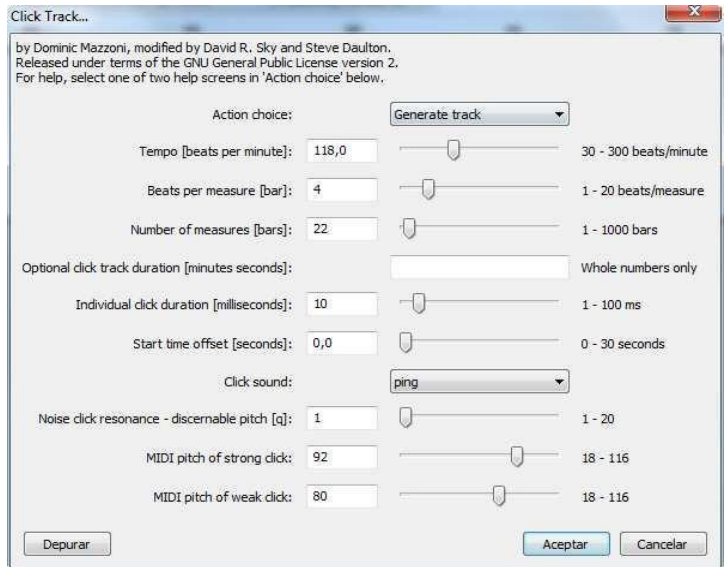 Click Track...
by Dominic Mazzoni, modified by David R. Sky and Steve Daulton.
Released under terms of the GNU General Public License version 2.
For help, select one of two help screens in 'Action choice' below.
Action choice: Generate track
Tempo [beats per minute]: 118,0 30 - 300 beats/minute
Beats per measure [bar]: 4 1 - 20 beats/measure
Number of measures [bars]: 22 1 - 1000 bars
Optional click track duration [minutes seconds]: Whole numbers only
Individual click duration [milliseconds]: 10 1 - 100 ms
Start time offset [seconds]: 0,0 0 - 30 seconds
Click sound: ping
Noise click resonance - discernable pitch [q]: 1 1 - 20
MIDI pitch of strong click: 92 18 - 116
MIDI pitch of weak click: 80 18 - 116
Depurar Aceptar Cancelar